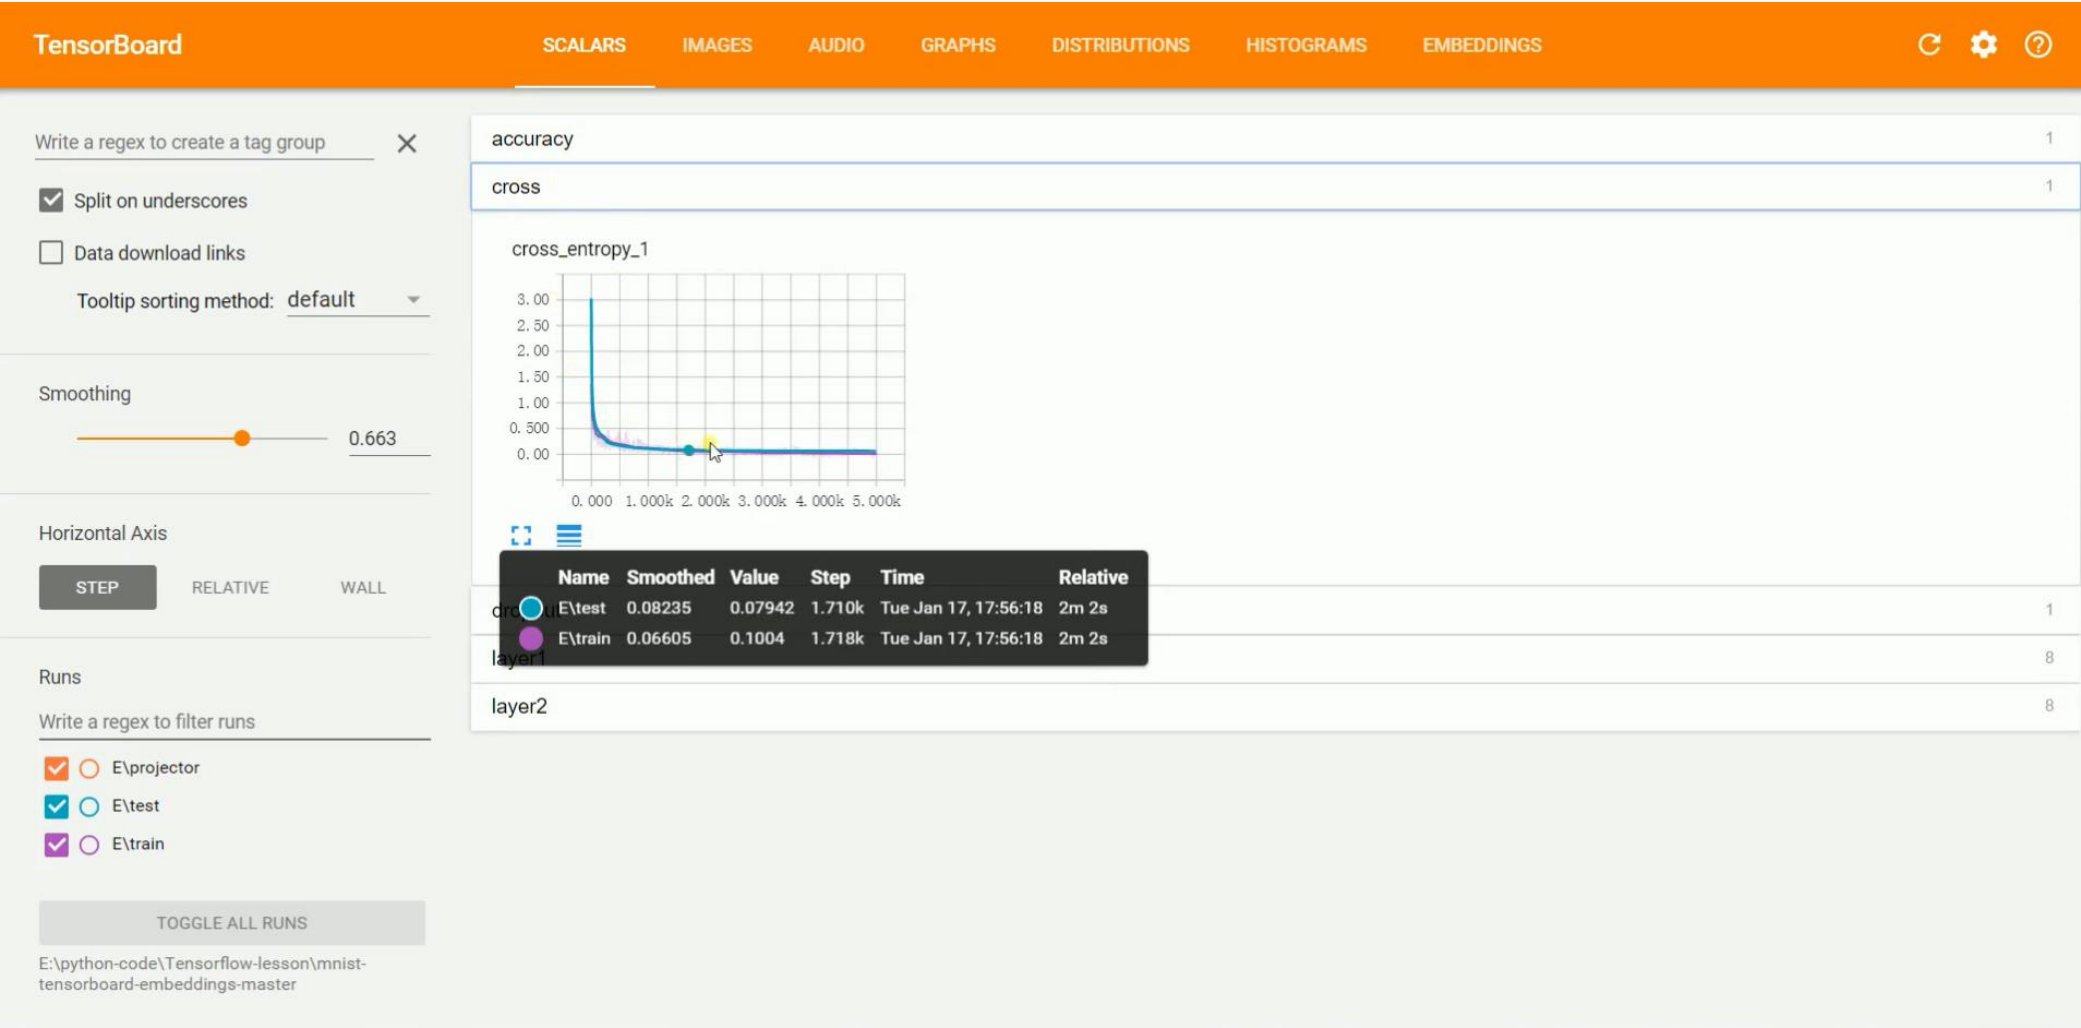 TensorBoard
SCALARS IMAGES AUDIO GRAPHS DISTRIBUTIONS HISTOGRAMS EMBEDDINGS
Write a regex to create a tag group
Split on underscores
Data download links
Tooltip sorting method: default
Smoothing
0.663
Horizontal Axis
STEP RELATIVE WALL
Runs
Write a regex to filter runs
E\projector
E\test
E\train
TOGGLE ALL RUNS
E:\python-code\Tensorflow-lesson\mnist-
tensorboard-embeddings-master
accuracy 1
cross 1
cross_entropy_1
3.00
2.50
2.00
1.50
1.00
0.500
0.00
0.000 1.000k 2.000k 3.000k 4.000k 5.000k
Name Smoothed Value Step Time Relative
E\test 0.08235 0.07942 1.710k Tue Jan 17, 17:56:18 2m 2s
E\train 0.06605 0.1004 1.718k Tue Jan 17, 17:56:18 2m 2s
1
layer1 8
layer2 8